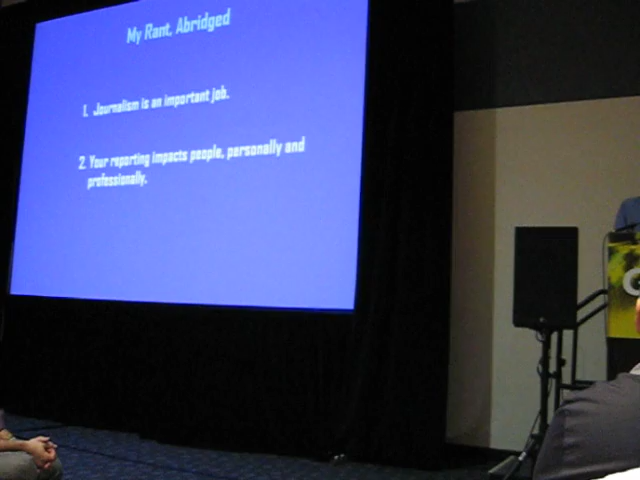 My Rant, Abridged
1. Journalism is an important job.
2. Your reporting impacts people, personally and
professionally.
G